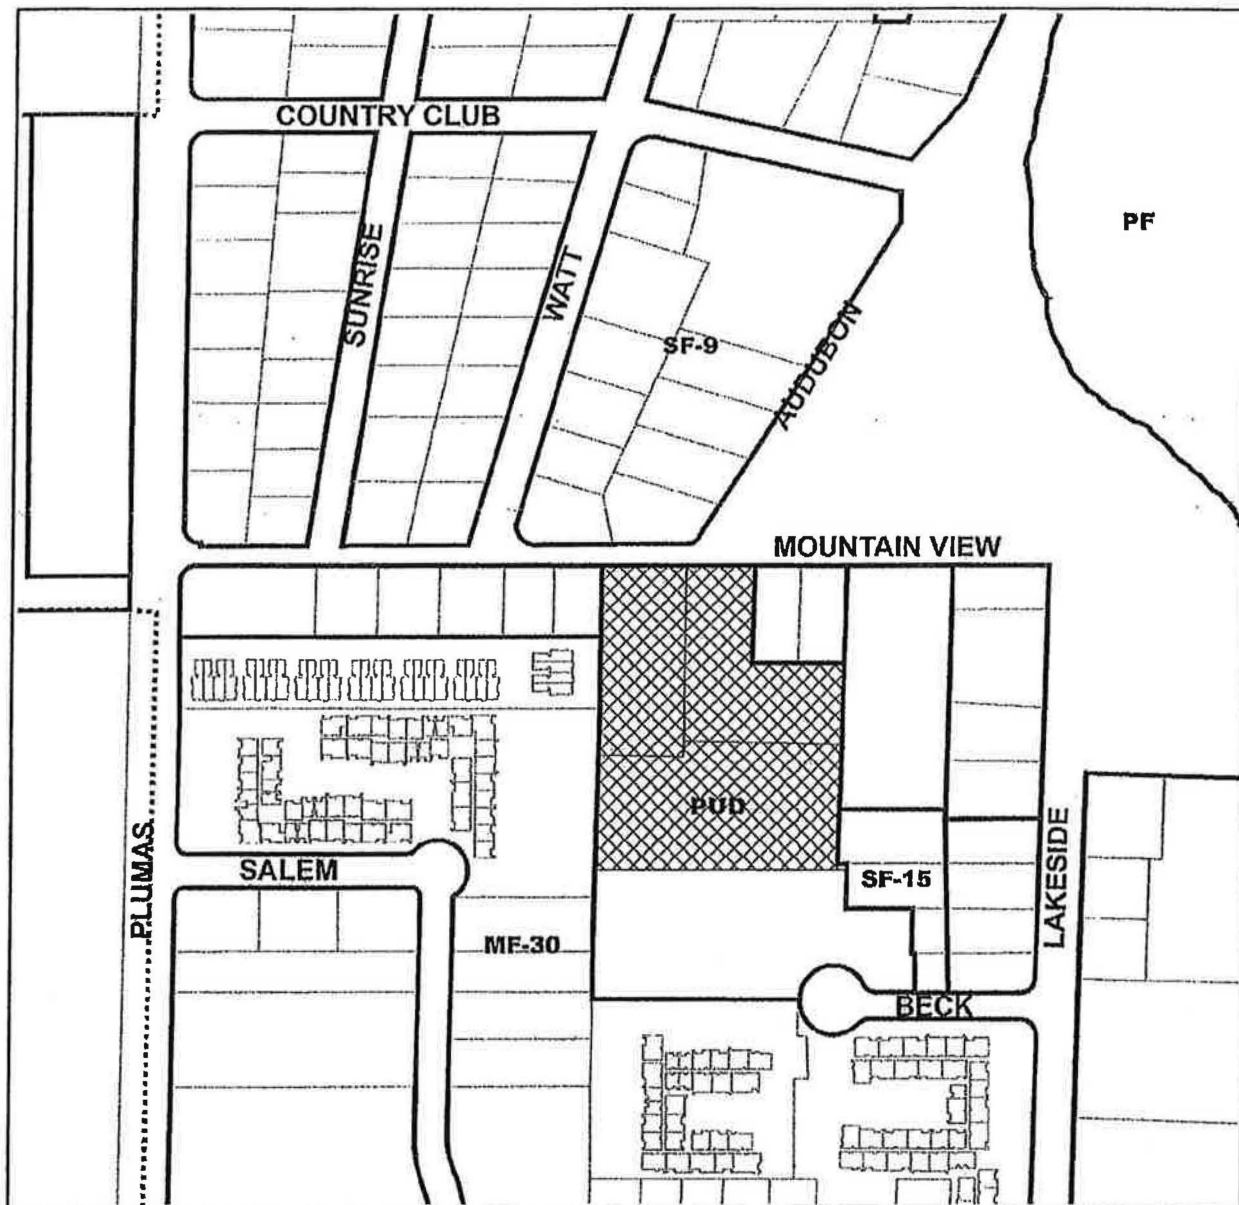 COUNTRY CLUB
PF
SUNRISE
WATT
SF-9
AUDUBON
MOUNTAIN VIEW
PUD
PLUMAS
SALEM
SF-15
LAKESIDE
MF-30
BECK